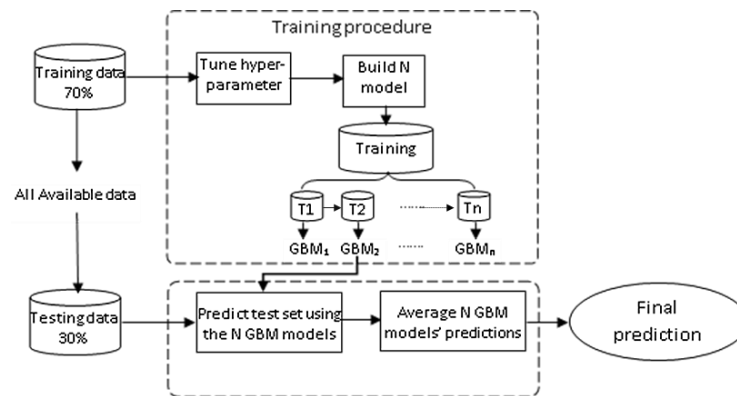 Training procedure
Training data
70%
Tune hyper-
parameter
Build N
model
Training
All Available data
T1
T2
........
Tn
GBM₁
GBM₂
......
GBMₙ
Testing data
30%
Predict test set using
the N GBM models
Average N GBM
models' predictions
Final
prediction